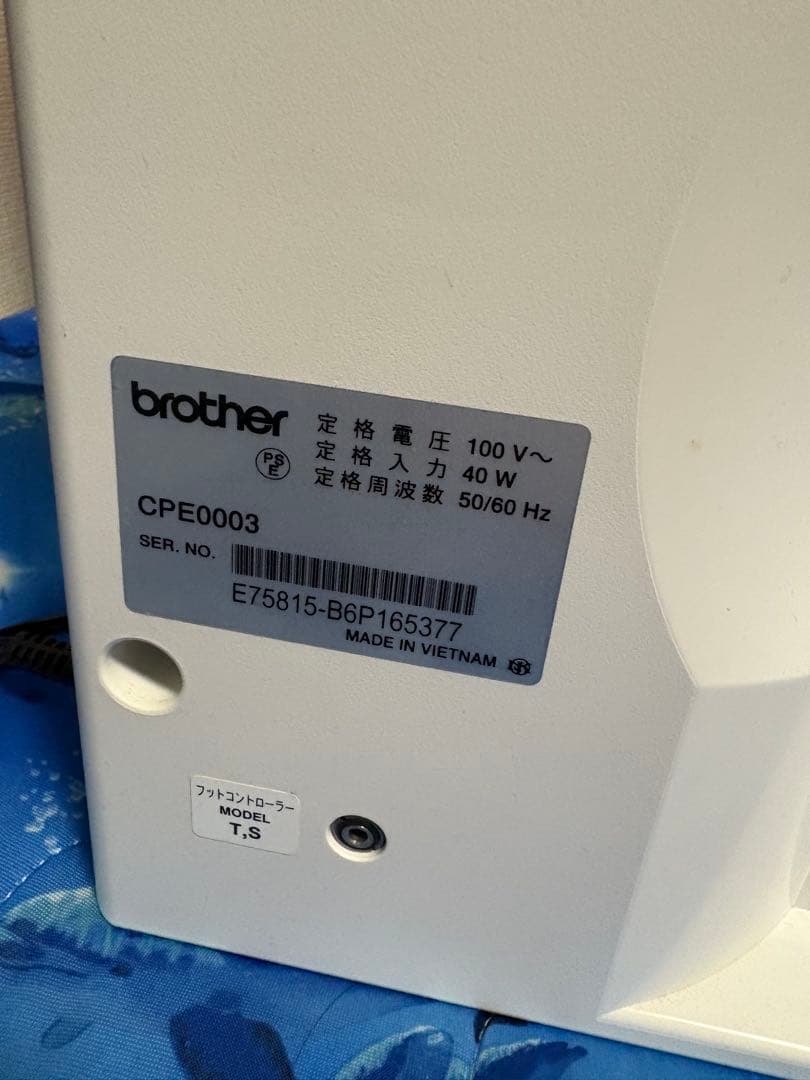 brother
定格電圧 100 V～
定格入力 40 W
定格周波数 50/60 Hz
PS
E
CPE0003
SER. NO.
E75815-B6P165377
MADE IN VIETNAM
フットコントローラー
MODEL
T,S